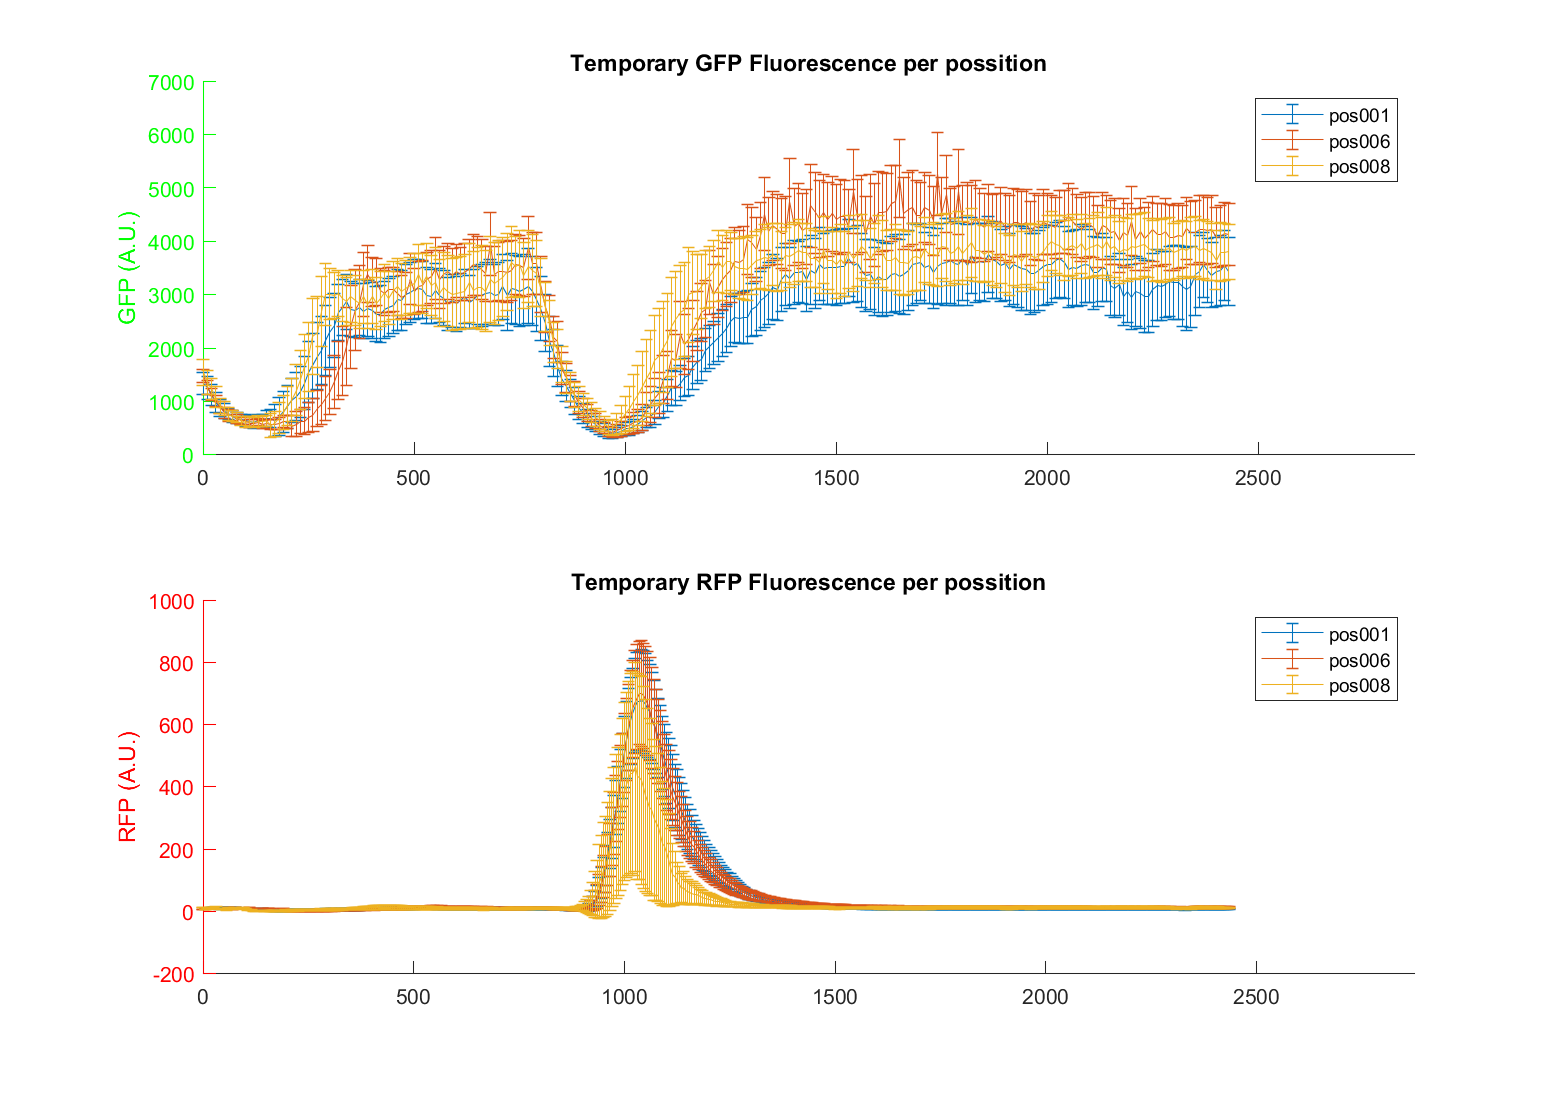 Temporary GFP Fluorescence per possition
7000
6000
5000
4000
3000
2000
1000
0
GFP (A.U.)
pos001
pos006
pos008
0 500 1000 1500 2000 2500
Temporary RFP Fluorescence per possition
1000
800
600
400
200
0
-200
RFP (A.U.)
pos001
pos006
pos008
0 500 1000 1500 2000 2500